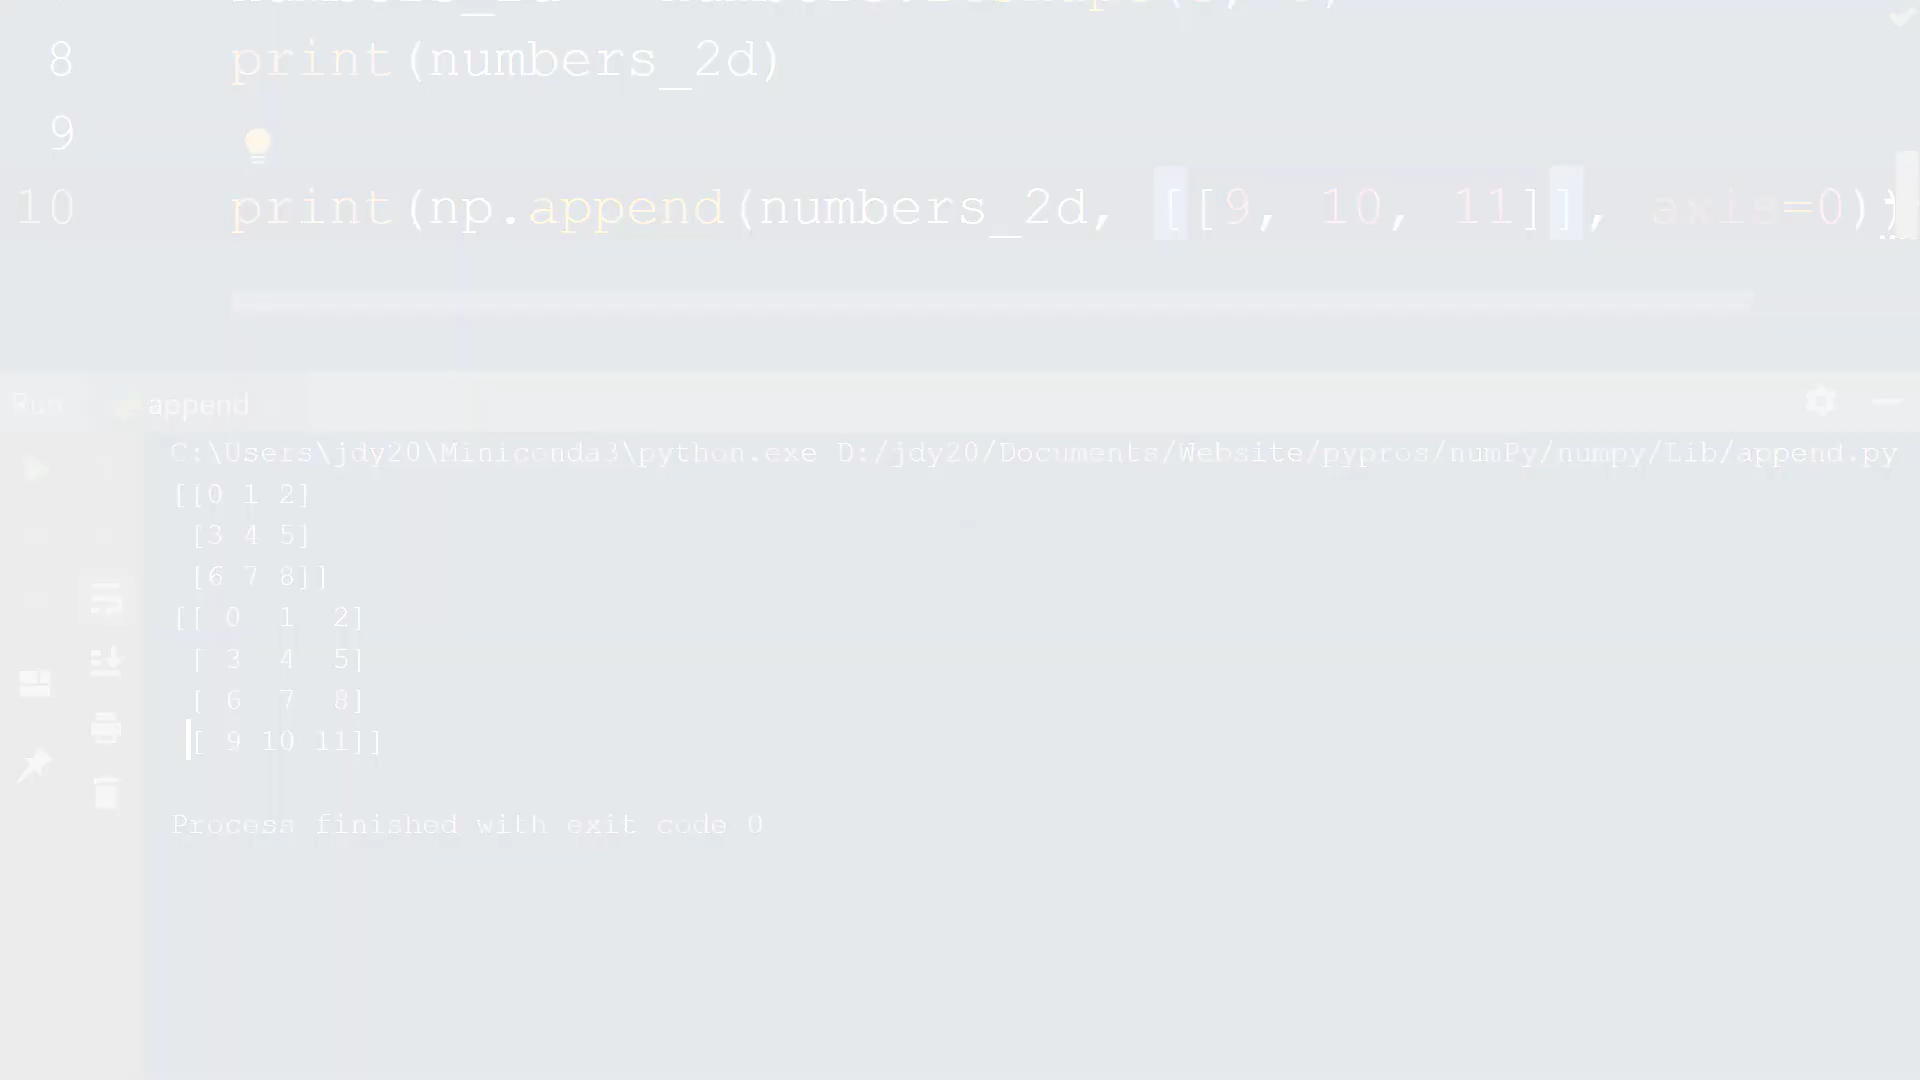 8 print(numbers_2d)
9
10 print(np.append(numbers_2d, [[9, 10, 11]], axis=0))
Run append
C:\Users\jdy20\Miniconda3\python.exe D:/jdy20/Documents/Website/pypros/numPy/numpy/Lib/append.py
[[0 1 2]
 [3 4 5]
 [6 7 8]]
[[ 0  1  2]
 [ 3  4  5]
 [ 6  7  8]
 [ 9 10 11]]
Process finished with exit code 0